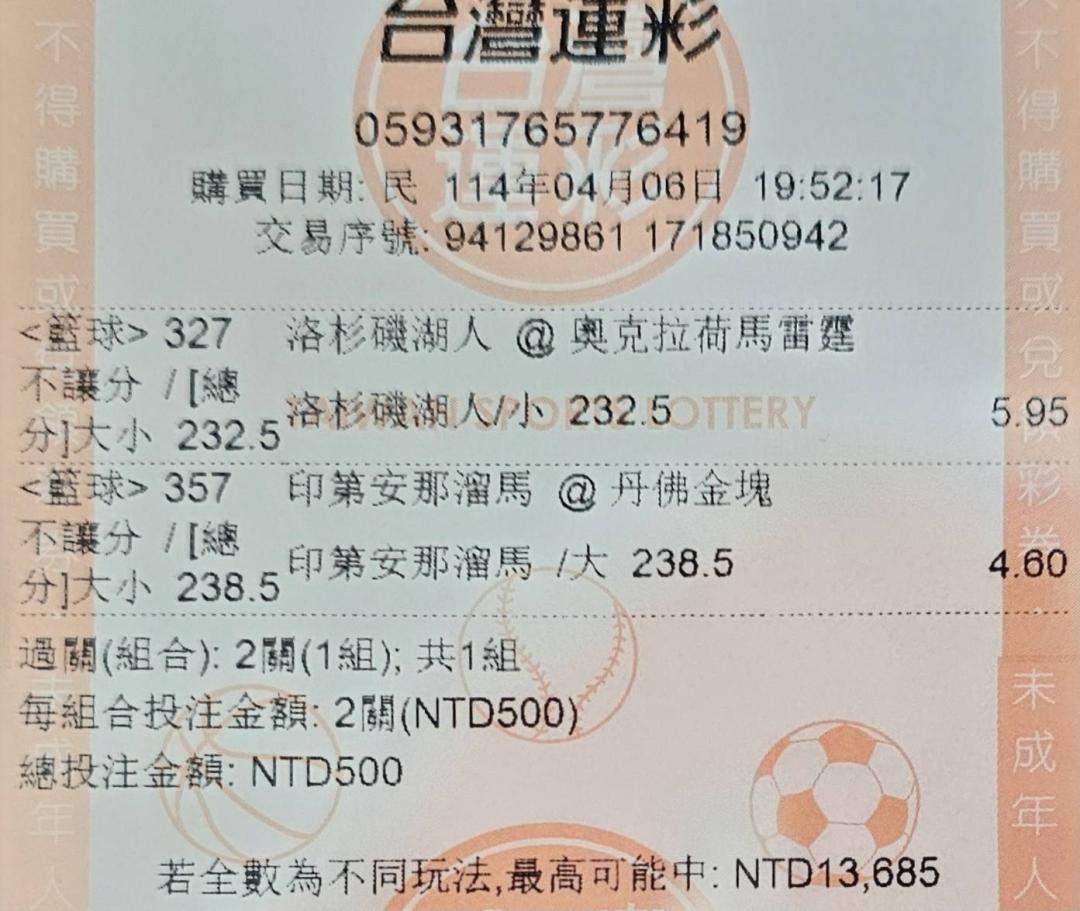 台灣運彩
05931765776419
購買日期: 民 114年04月06日 19:52:17
交易序號: 94129861 171850942
<籃球> 327 洛杉磯湖人 @ 奧克拉荷馬雷霆
不讓分 / [總
分]大小 232.5
洛杉磯湖人/小 232.5 5.95
<籃球> 357 印第安那溜馬 @ 丹佛金塊
不讓分 / [總
分]大小 238.5
印第安那溜馬 /大 238.5 4.60
過關(組合): 2關(1組); 共1組
每組合投注金額: 2關(NTD500)
總投注金額: NTD500
若全數為不同玩法,最高可能中: NTD13,685
不得購買或
不得購買或兌領彩券.
未成年人